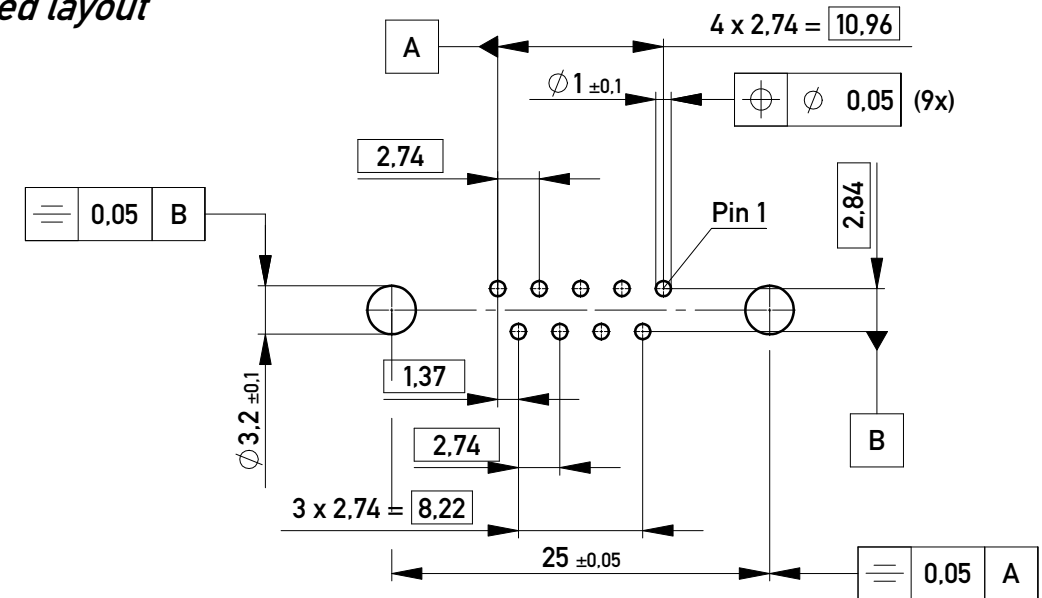 ed layout
A
4 x 2,74 = 10,96
⌀ 1 ±0,1
⌖ ⌀ 0,05 (9x)
2,74
2,84
⌯ 0,05 B
Pin 1
1,37
⌀ 3,2 ±0,1
2,74
B
3 x 2,74 = 8,22
25 ±0,05
⌯ 0,05 A